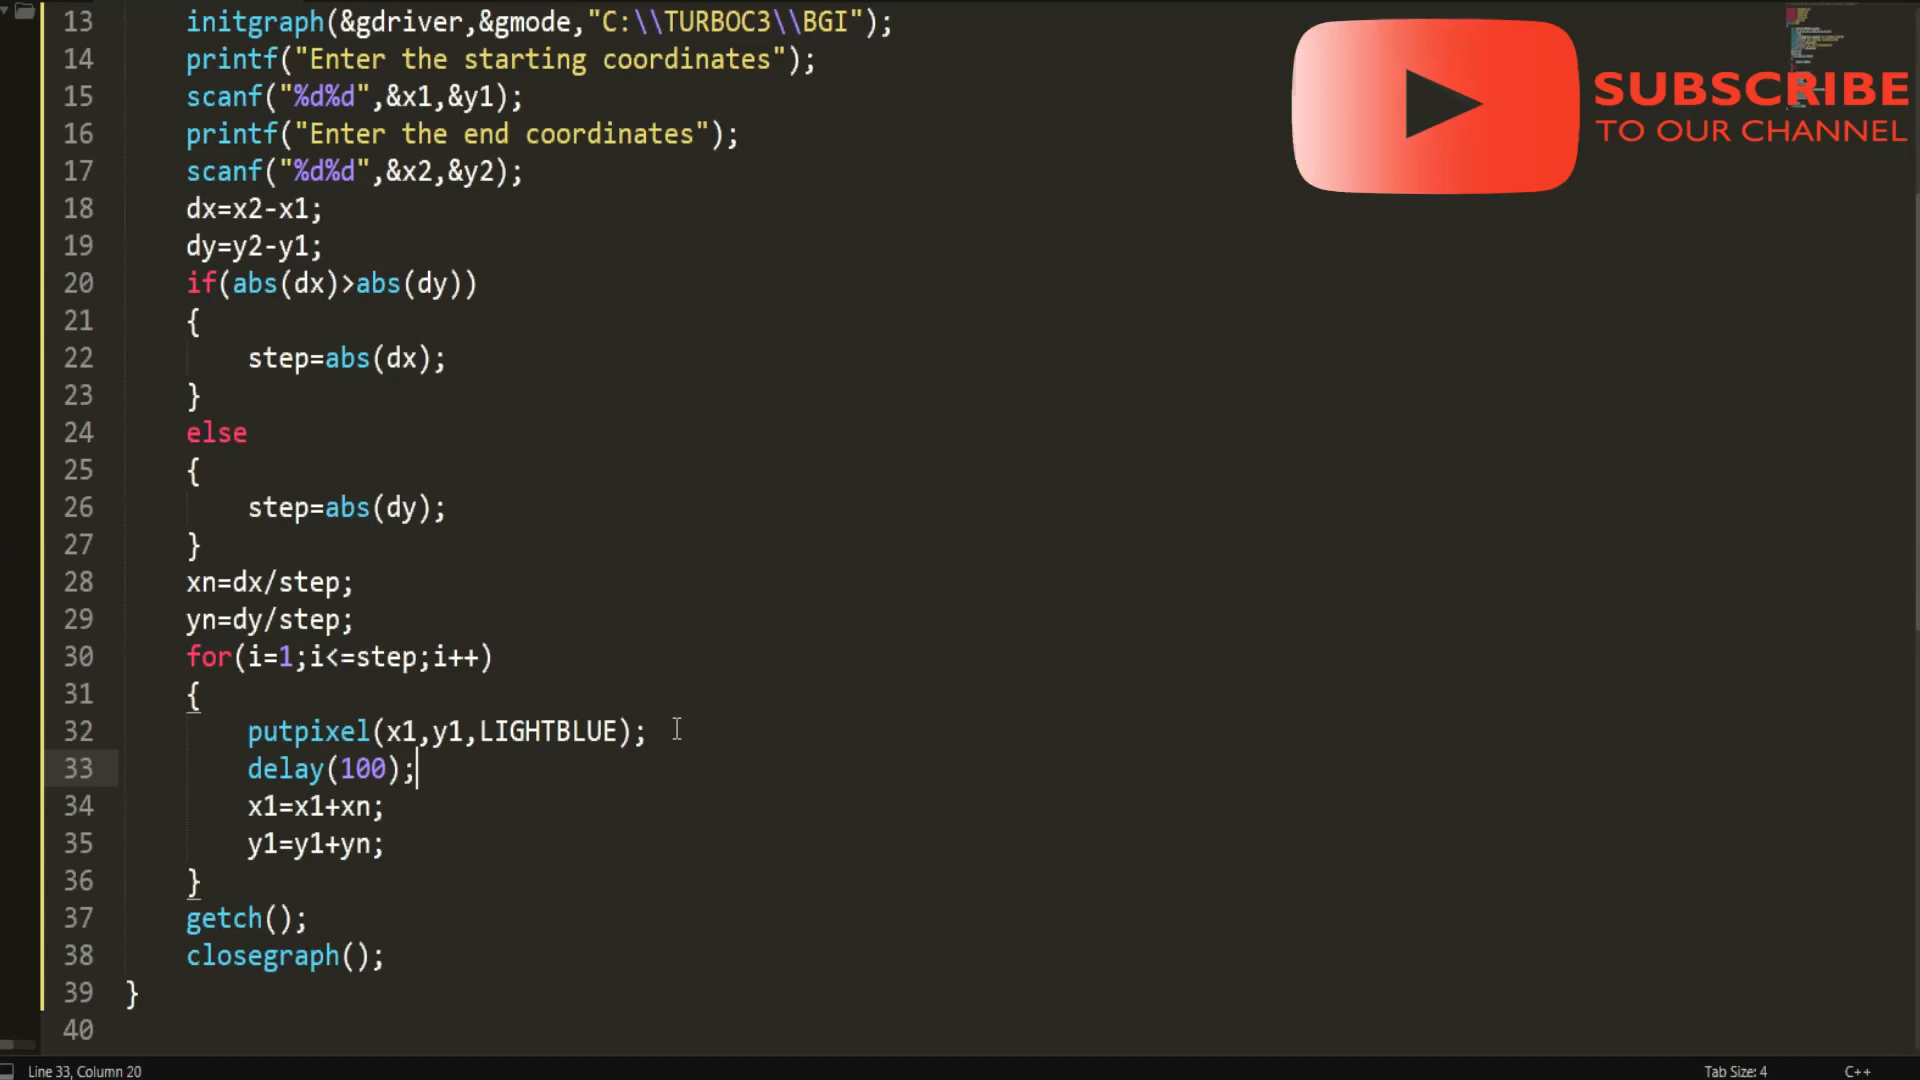 13 initgraph(&gdriver,&gmode,"C:\\TURBOC3\\BGI");
14 printf("Enter the starting coordinates");
15 scanf("%d%d",&x1,&y1);
16 printf("Enter the end coordinates");
17 scanf("%d%d",&x2,&y2);
18 dx=x2-x1;
19 dy=y2-y1;
20 if(abs(dx)>abs(dy))
21 {
22 step=abs(dx);
23 }
24 else
25 {
26 step=abs(dy);
27 }
28 xn=dx/step;
29 yn=dy/step;
30 for(i=1;i<=step;i++)
31 {
32 putpixel(x1,y1,LIGHTBLUE);
33 delay(100);
34 x1=x1+xn;
35 y1=y1+yn;
36 }
37 getch();
38 closegraph();
39 }
40
SUBSCRIBE
TO OUR CHANNEL
Line 33, Column 20
Tab Size: 4
C++